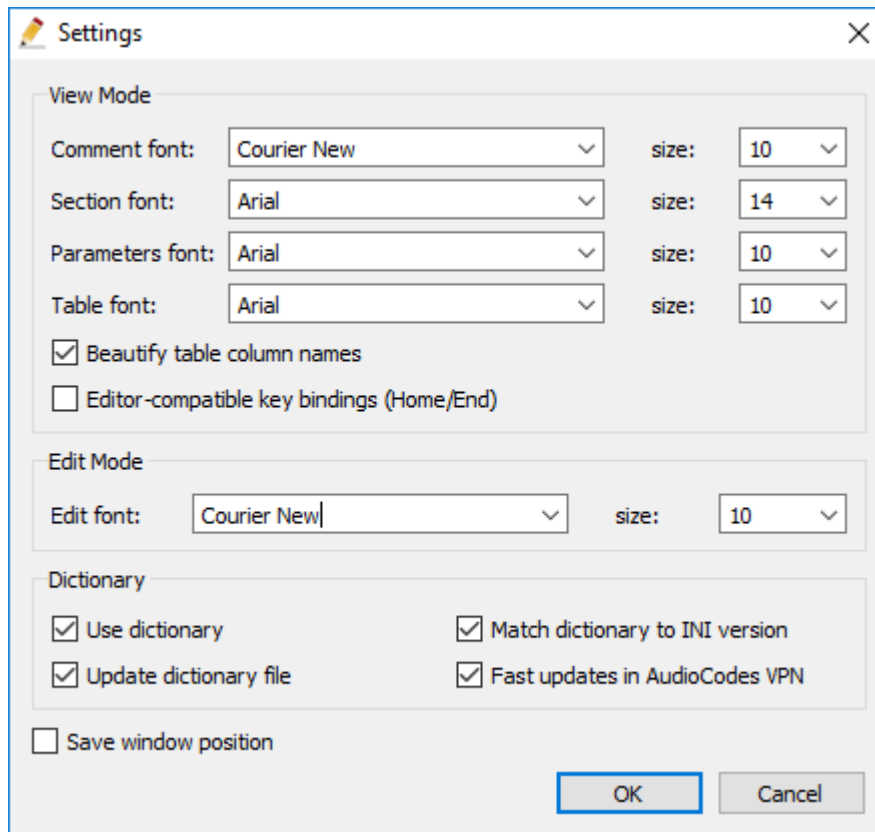 Settings
View Mode
Comment font: Courier New size: 10
Section font: Arial size: 14
Parameters font: Arial size: 10
Table font: Arial size: 10
Beautify table column names
Editor-compatible key bindings (Home/End)
Edit Mode
Edit font: Courier New size: 10
Dictionary
Use dictionary Match dictionary to INI version
Update dictionary file Fast updates in AudioCodes VPN
Save window position
OK Cancel